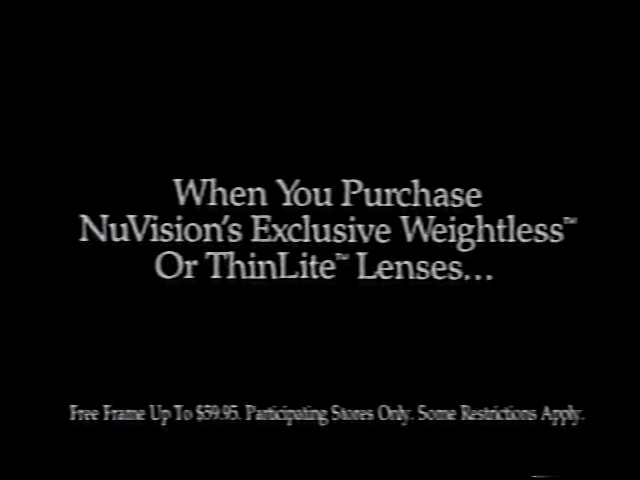 When You Purchase
NuVision's Exclusive Weightless™
Or ThinLite™ Lenses...
Free Frame Up To $59.95. Participating Stores Only. Some Restrictions Apply.